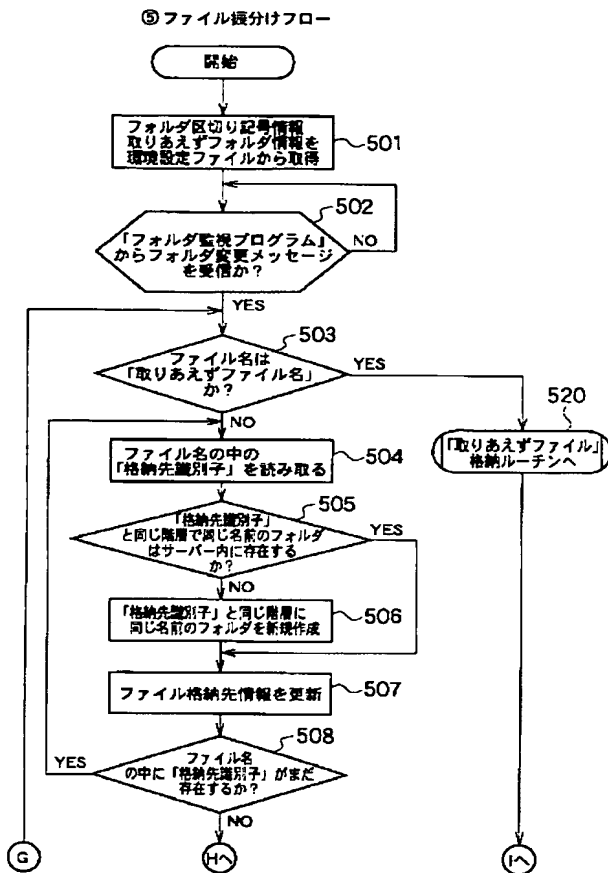 ⑤ファイル振分けフロー
開始
フォルダ区切り記号情報
取りあえずフォルダ情報を
環境設定ファイルから取得
501
502
「フォルダ監視プログラム」
からフォルダ変更メッセージ
を受信か？
NO
YES
503
ファイル名は
「取りあえずファイル名」
か？
YES
NO
520
「取りあえずファイル」
格納ルーチンへ
ファイル名の中の
「格納先識別子」を読み取る
504
505
「格納先識別子」
と同じ階層で同じ名前のフォルダ
はサーバー内に存在する
か？
YES
NO
「格納先識別子」と同じ階層に
同じ名前のフォルダを新規作成
506
ファイル格納先情報を更新
507
508
ファイル名
の中に「格納先識別子」がまだ
存在するか？
YES
NO
G
Hへ
Iへ